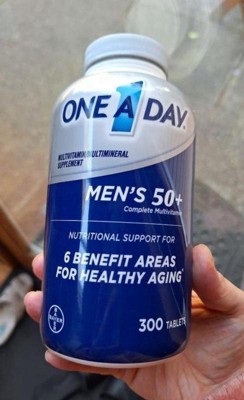 ONE A DAY®
1
MULTIVITAMIN/MULTIMINERAL
SUPPLEMENT
MEN'S 50+
Complete Multivitamin
NUTRITIONAL SUPPORT FOR
6 BENEFIT AREAS
FOR HEALTHY AGING
BAYER
300 TABLETS